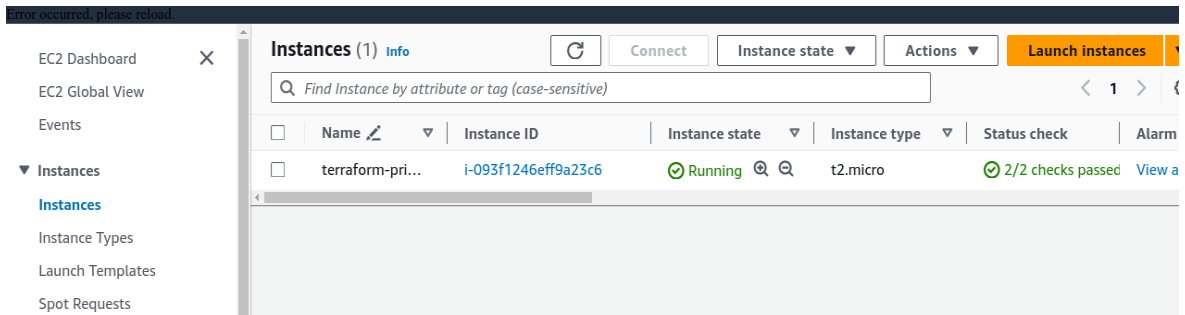 Error occurred, please reload.
EC2 Dashboard
EC2 Global View
Events
Instances
Instances
Instance Types
Launch Templates
Spot Requests
Instances (1) Info
Connect
Instance state
Actions
Launch instances
Find Instance by attribute or tag (case-sensitive)
1
Name Instance ID Instance state Instance type Status check Alarm
terraform-pri... i-093f1246eff9a23c6 Running t2.micro 2/2 checks passed View a